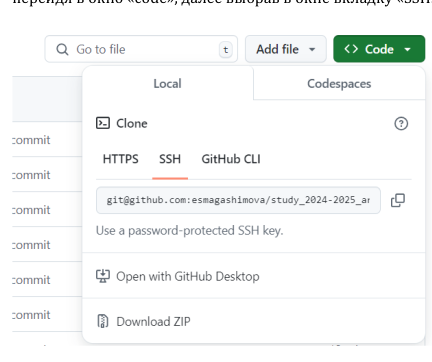 перейдя в окно «code», далее выбрав в окне вкладку «SSH
Go to file t Add file <> Code
Local Codespaces
Clone
commit
HTTPS SSH GitHub CLI
commit
git@github.com:esmagashimova/study_2024-2025_ar
commit
Use a password-protected SSH key.
commit
Open with GitHub Desktop
commit
commit
Download ZIP